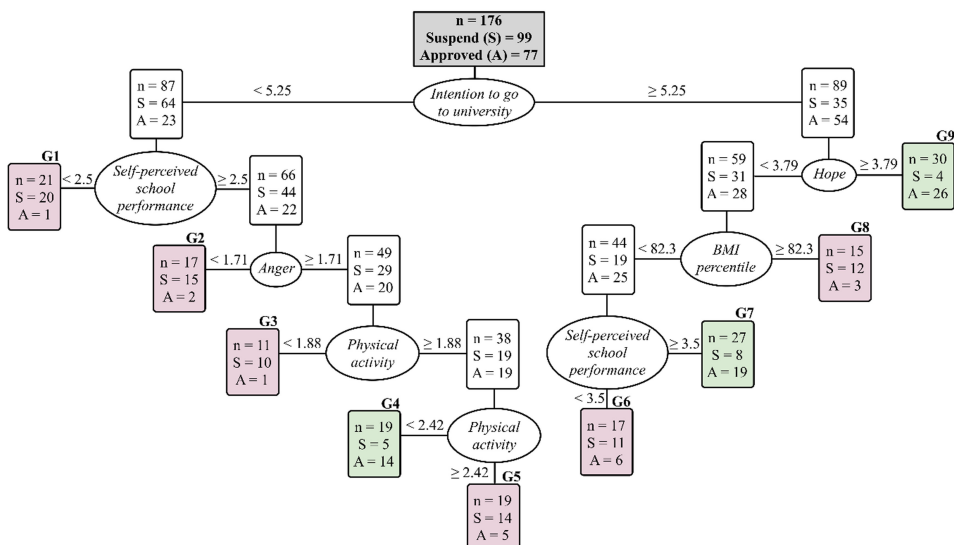 n = 176
Suspend (S) = 99
Approved (A) = 77
Intention to go
to university
< 5.25
≥ 5.25
n = 87
S = 64
A = 23
n = 89
S = 35
A = 54
G1
n = 21
S = 20
A = 1
< 2.5
Self-perceived
school
performance
≥ 2.5
n = 66
S = 44
A = 22
n = 59
S = 31
A = 28
< 3.79
Hope
≥ 3.79
G9
n = 30
S = 4
A = 26
G2
n = 17
S = 15
A = 2
< 1.71
Anger
≥ 1.71
n = 49
S = 29
A = 20
n = 44
S = 19
A = 25
< 82.3
BMI
percentile
≥ 82.3
G8
n = 15
S = 12
A = 3
G3
n = 11
S = 10
A = 1
< 1.88
Physical
activity
≥ 1.88
n = 38
S = 19
A = 19
Self-perceived
school
performance
≥ 3.5
G7
n = 27
S = 8
A = 19
< 3.5
G6
n = 17
S = 11
A = 6
G4
n = 19
S = 5
A = 14
< 2.42
Physical
activity
≥ 2.42
G5
n = 19
S = 14
A = 5